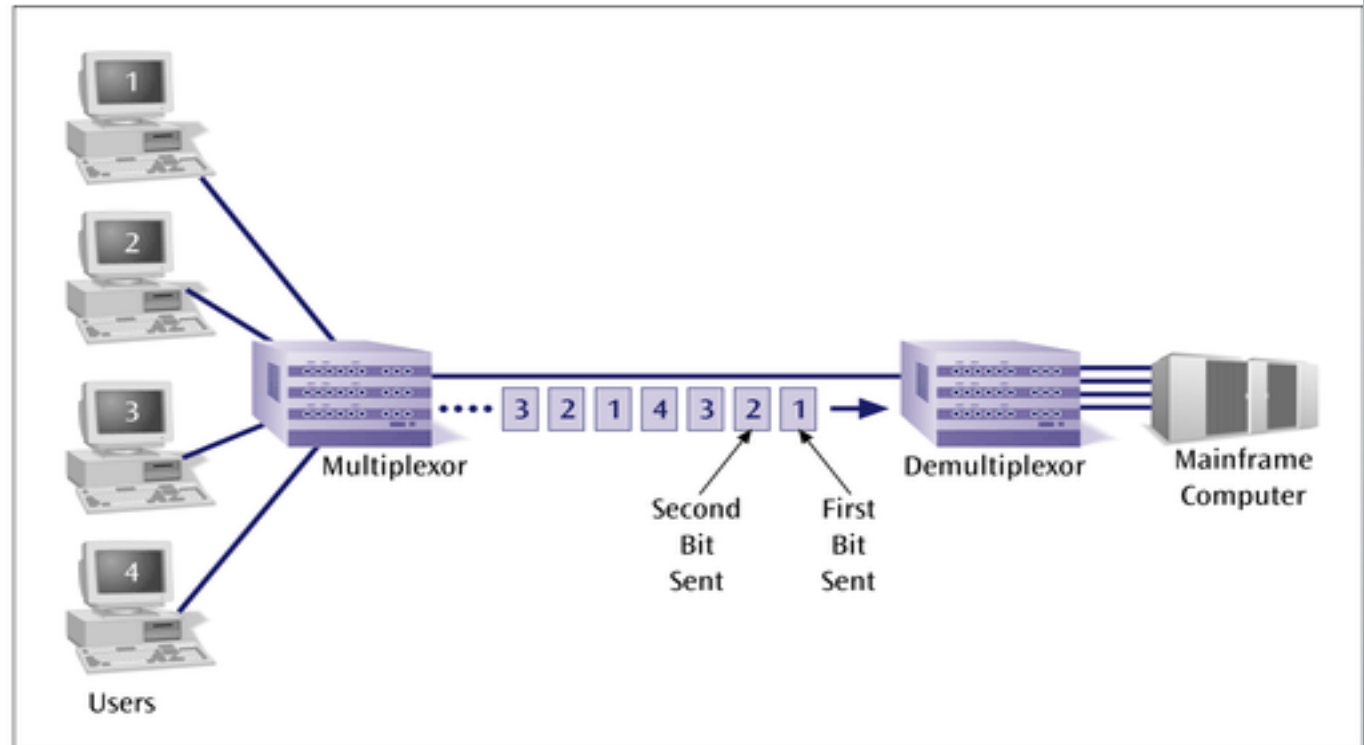 1
2
3
4
Users
Multiplexor
3 2 1 4 3 2 1
Second
Bit
Sent
First
Bit
Sent
Demultiplexor
Mainframe
Computer